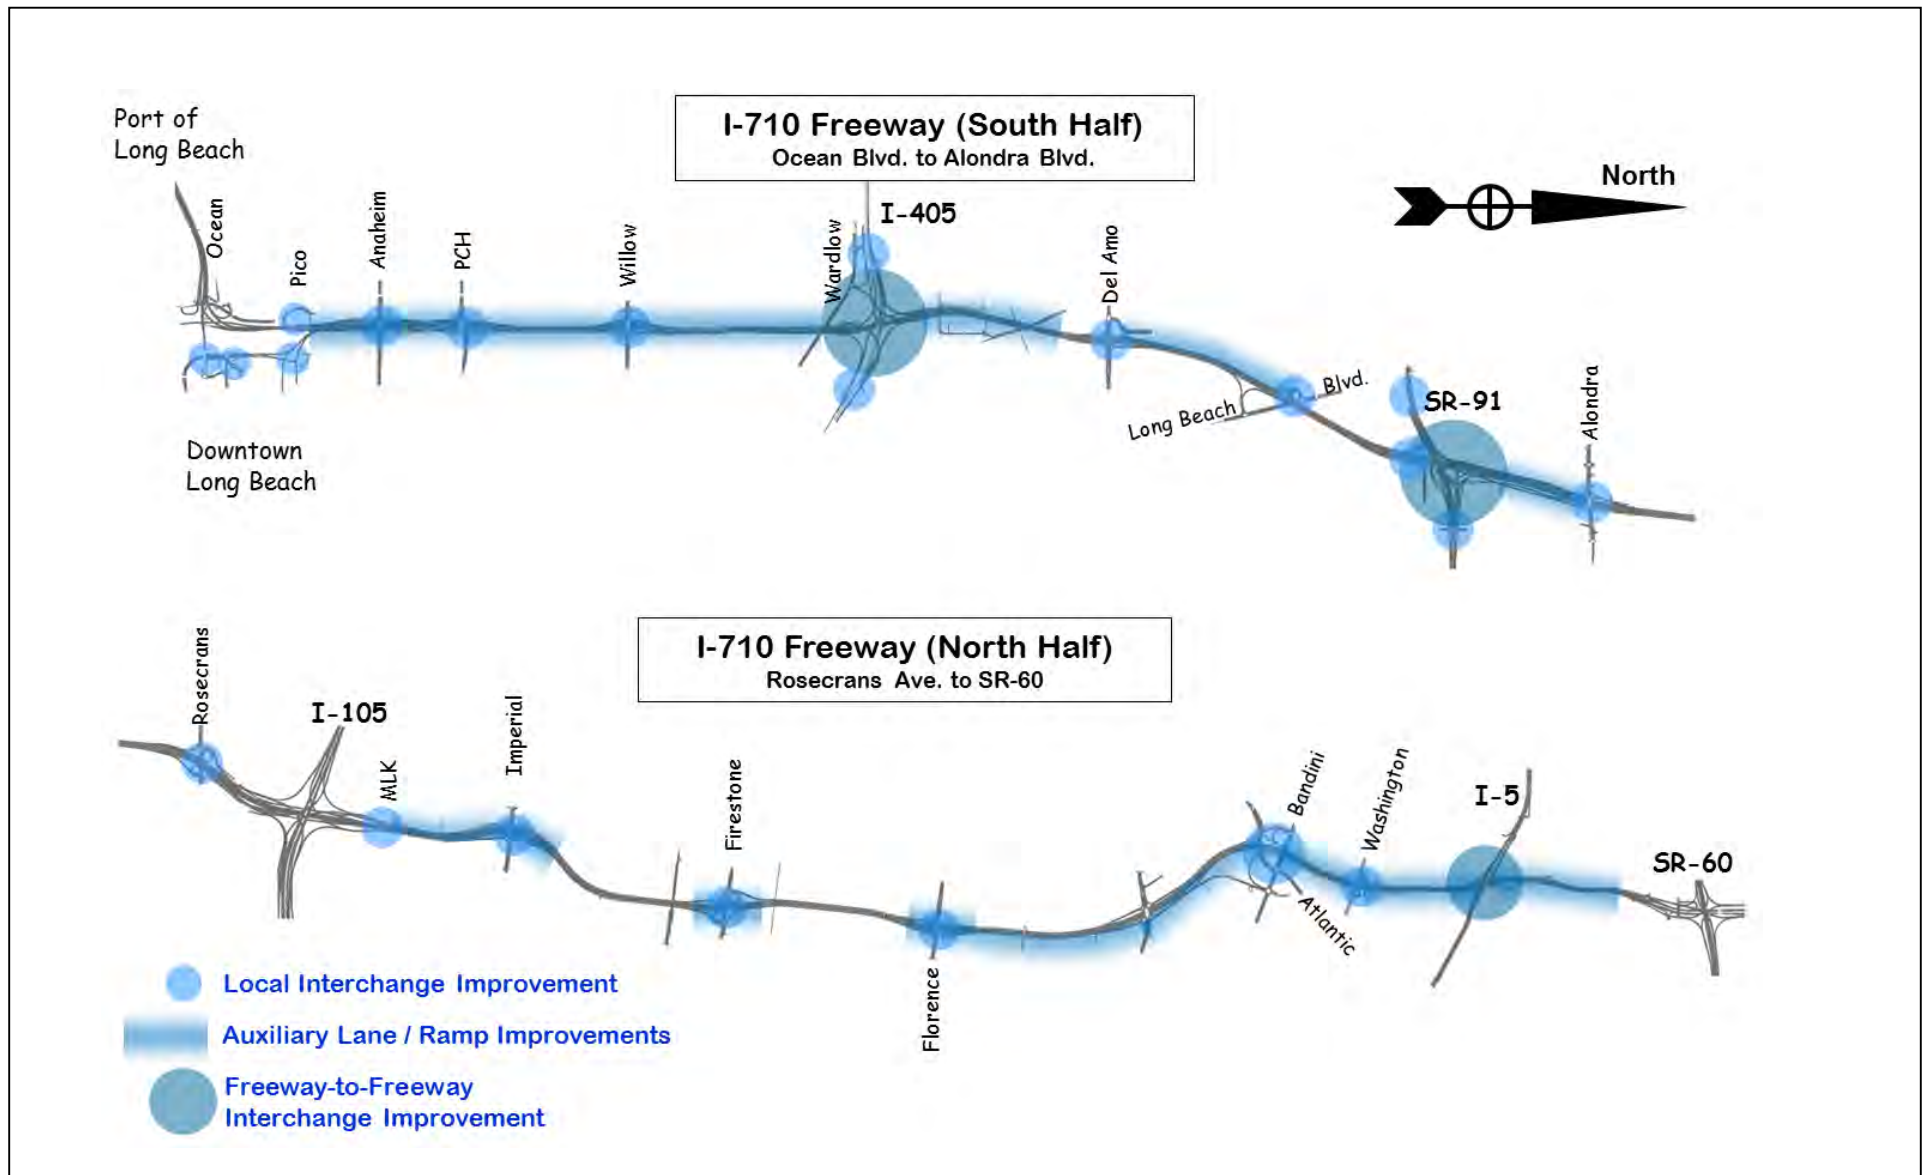 Port of
Long Beach
I-710 Freeway (South Half)
Ocean Blvd. to Alondra Blvd.
North
Ocean
Pico
Anaheim
PCH
Willow
Wardlow
I-405
Del Amo
Long Beach Blvd.
SR-91
Alondra
Downtown
Long Beach
I-710 Freeway (North Half)
Rosecrans Ave. to SR-60
Rosecrans
I-105
MLK
Imperial
Firestone
Florence
Bandini
Atlantic
Washington
I-5
SR-60
Local Interchange Improvement
Auxiliary Lane / Ramp Improvements
Freeway-to-Freeway
Interchange Improvement